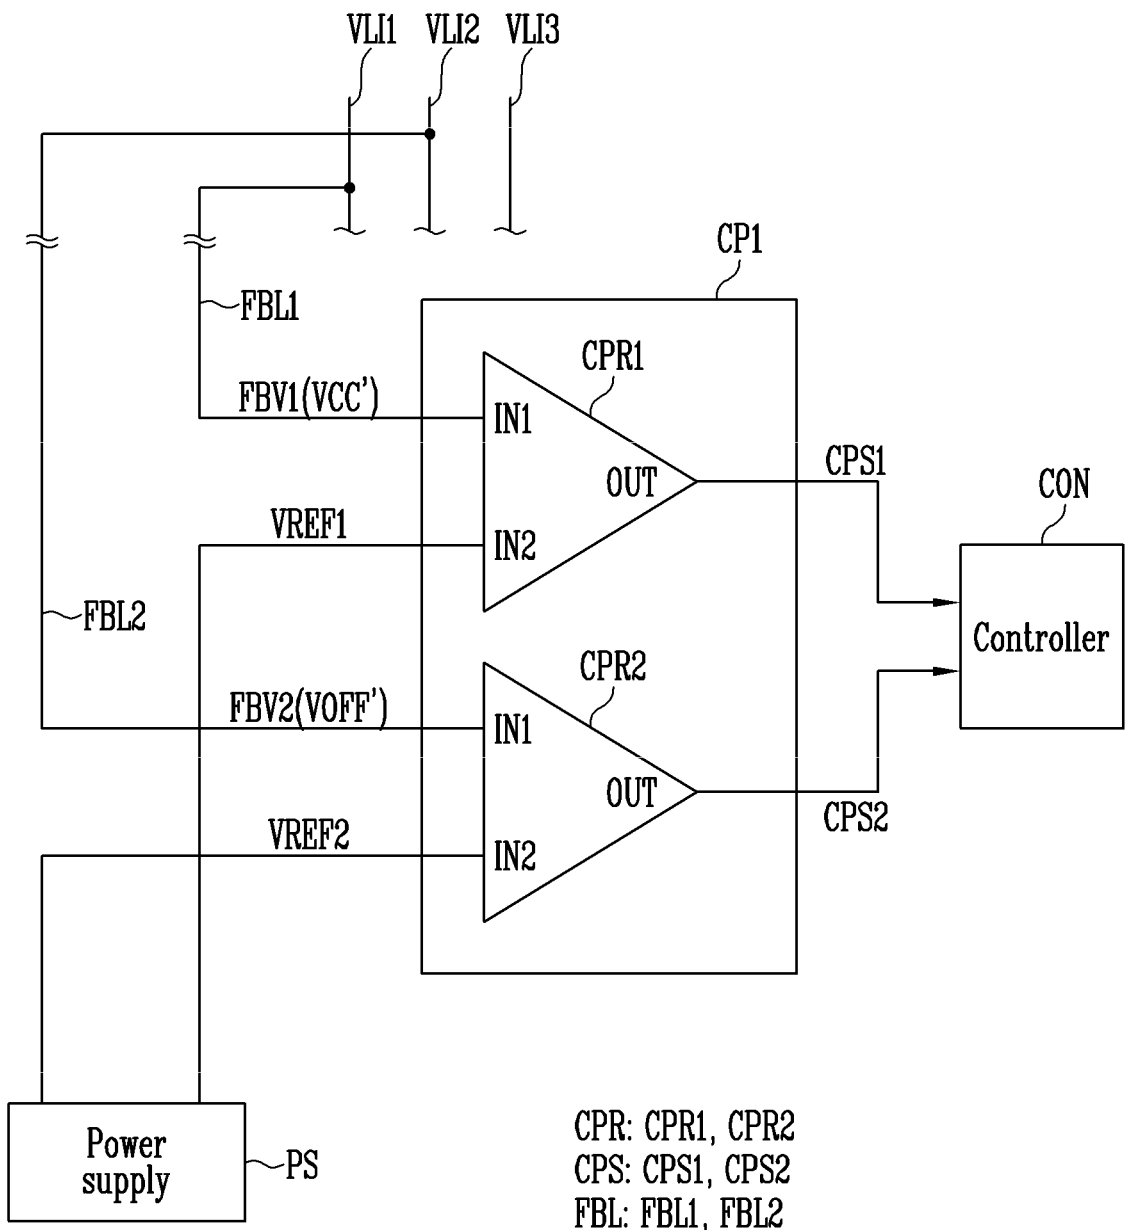 VLI1 VLI2 VLI3
CP1
FBL1
CPR1
FBV1(VCC')
IN1
CPS1
OUT
CON
VREF1
IN2
FBL2
Controller
CPR2
FBV2(VOFF')
IN1
OUT
CPS2
VREF2
IN2
Power
supply
PS
CPR: CPR1, CPR2
CPS: CPS1, CPS2
FBL: FBL1, FBL2